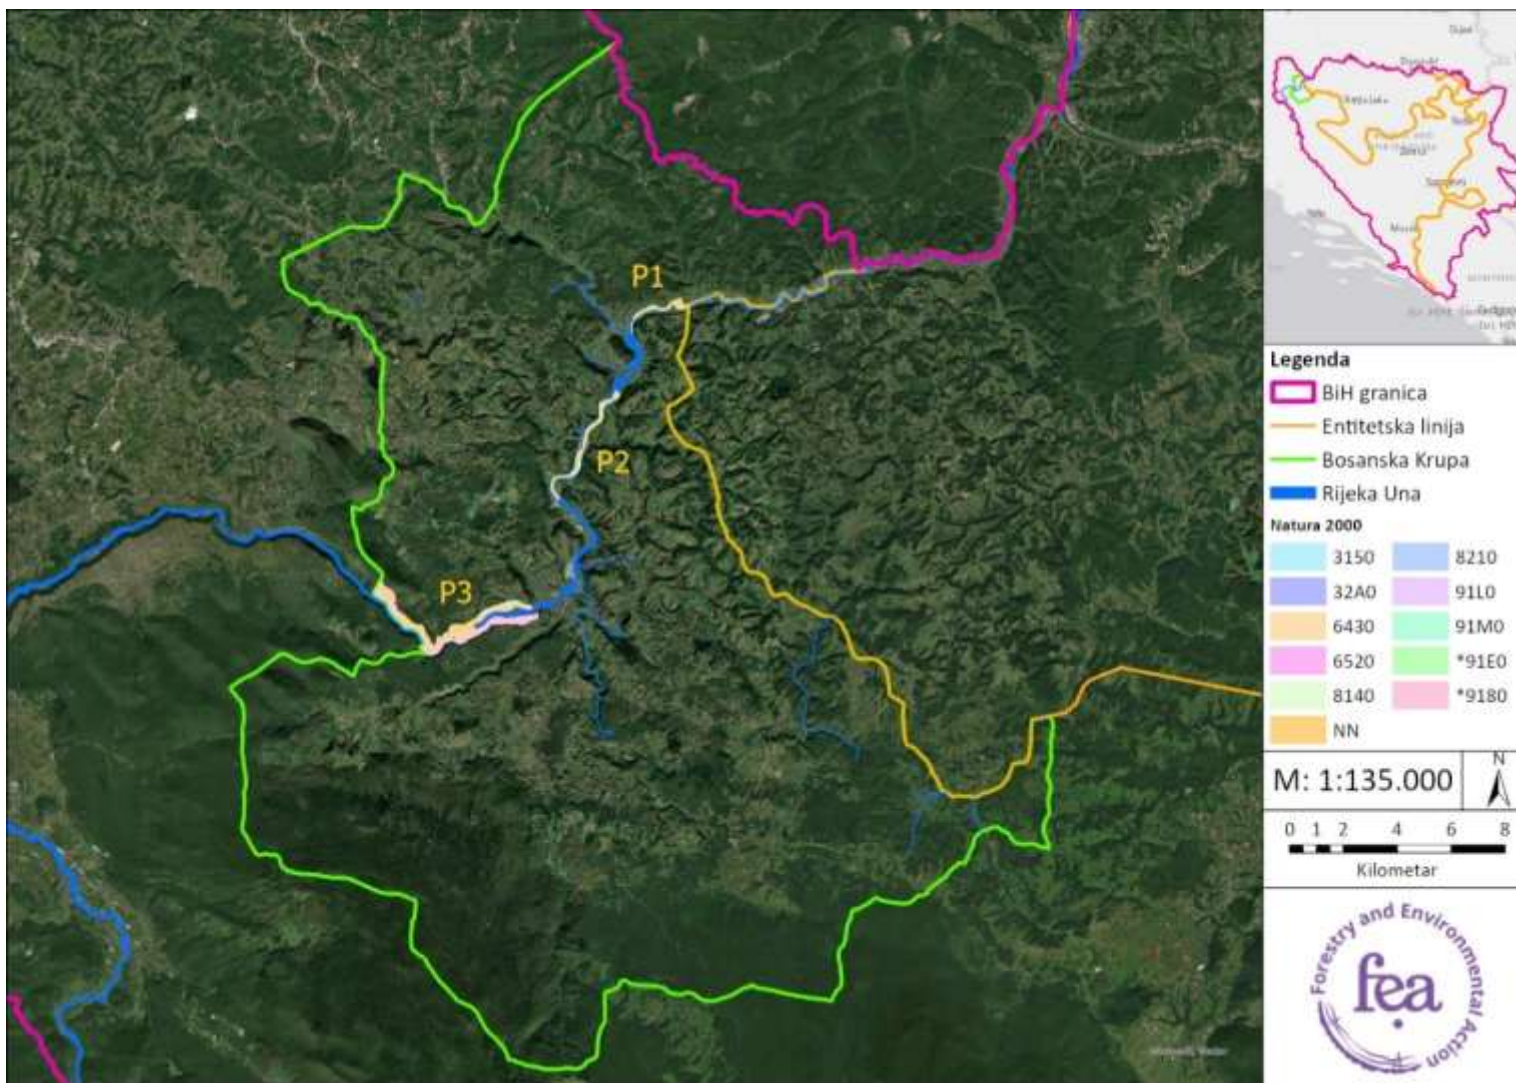 P1
P2
P3
Legenda
BiH granica
Entitetska linija
Bosanska Krupa
Rijeka Una
Natura 2000
3150 8210
32A0 91L0
6430 91M0
6520 *91E0
8140 *9180
NN
M: 1:135.000
N
0 1 2 4 6 8
Kilometar
Forestry and Environmental Action
fea